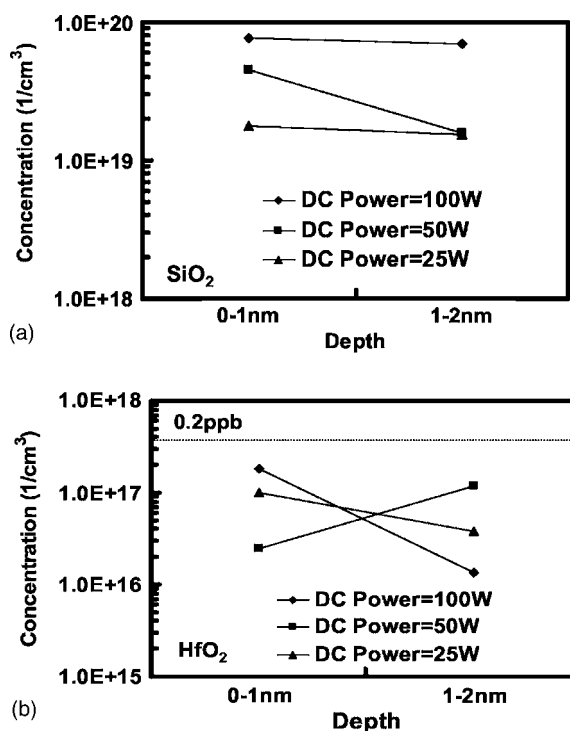 (a)
Concentration (1/cm³)
1.0E+20
1.0E+19
1.0E+18
DC Power=100W
DC Power=50W
DC Power=25W
SiO₂
0-1nm 1-2nm
Depth
(b)
Concentration (1/cm³)
1.0E+18
0.2ppb
1.0E+17
1.0E+16
1.0E+15
DC Power=100W
DC Power=50W
DC Power=25W
HfO₂
0-1nm 1-2nm
Depth